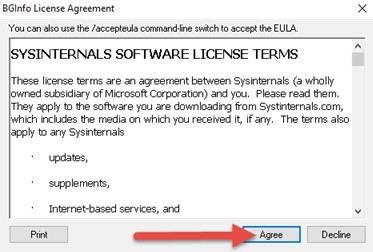 BGInfo License Agreement
You can also use the /accepteula command-line switch to accept the EULA.
SYSINTERNALS SOFTWARE LICENSE TERMS
These license terms are an agreement between Sysinternals (a wholly
owned subsidiary of Microsoft Corporation) and you. Please read them.
They apply to the software you are downloading from Systinternals.com,
which includes the media on which you received it, if any. The terms also
apply to any Sysinternals
· updates,
· supplements,
· Internet-based services, and
Print Agree Decline